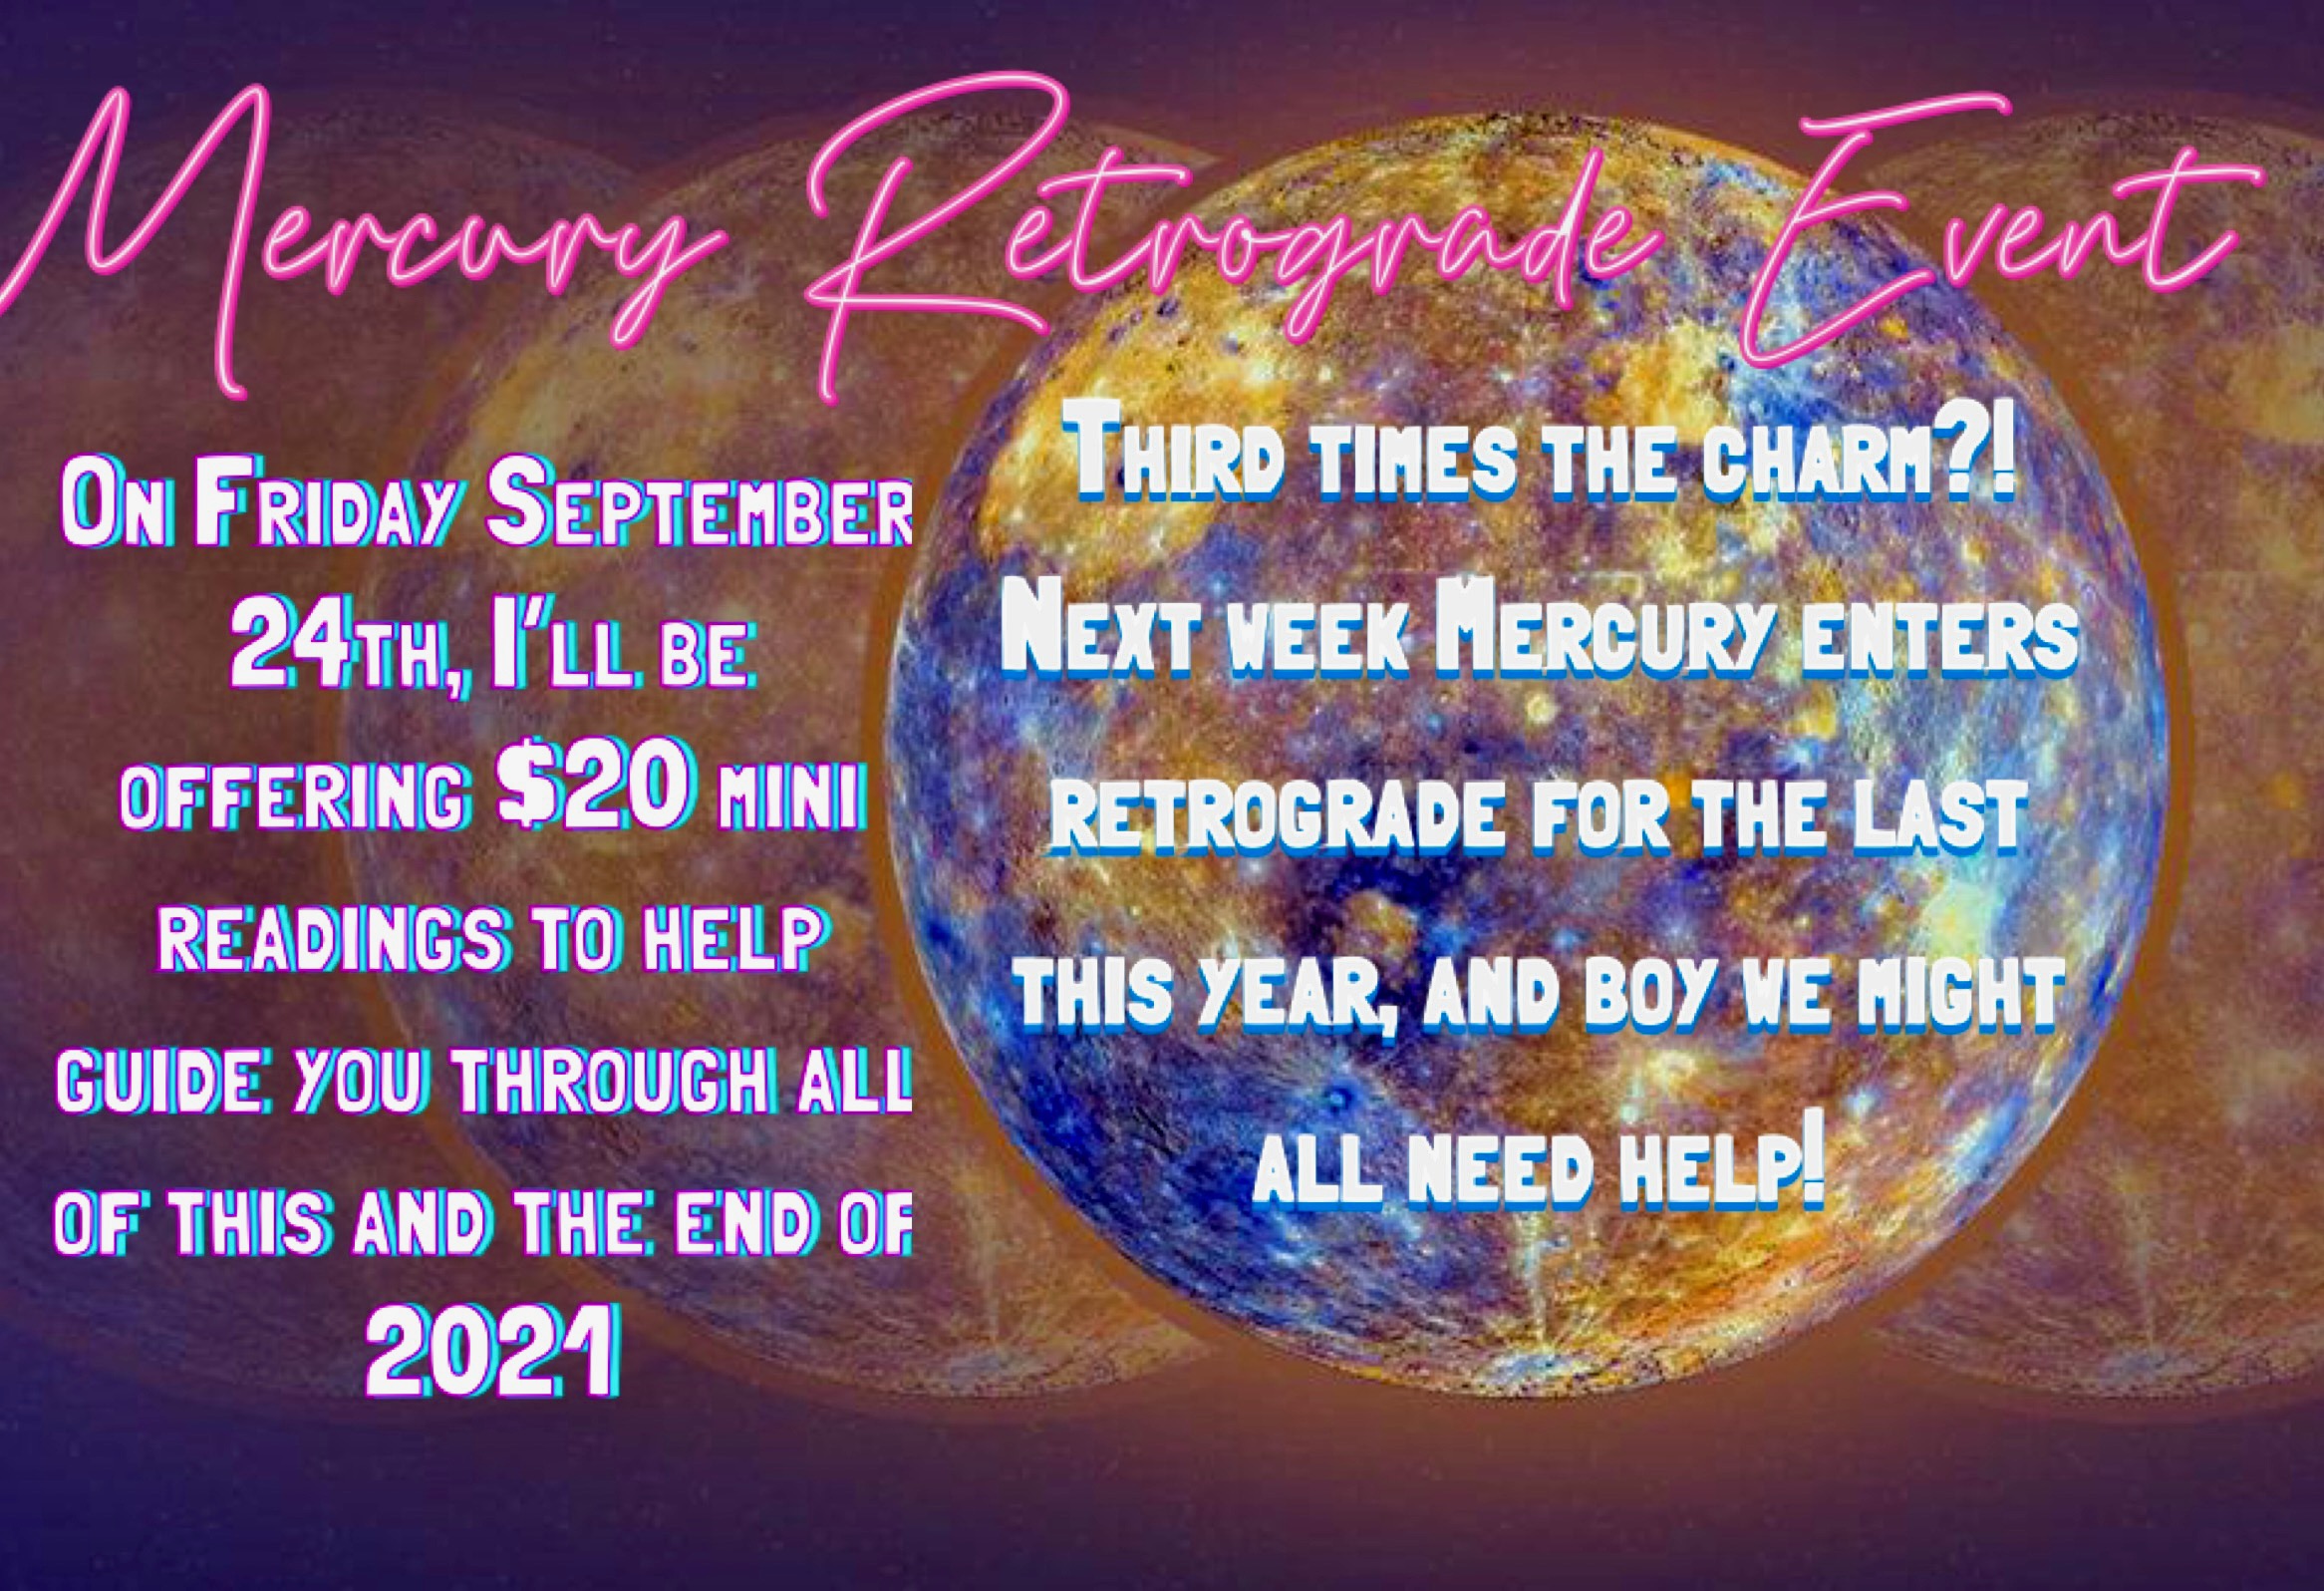 Mercury Retrograde Event
On Friday September
24th, I'll be
offering $20 mini
readings to help
guide you through all
of this and the end of
2021
Third times the charm?!
Next week Mercury enters
retrograde for the last
this year, and boy we might
all need help!